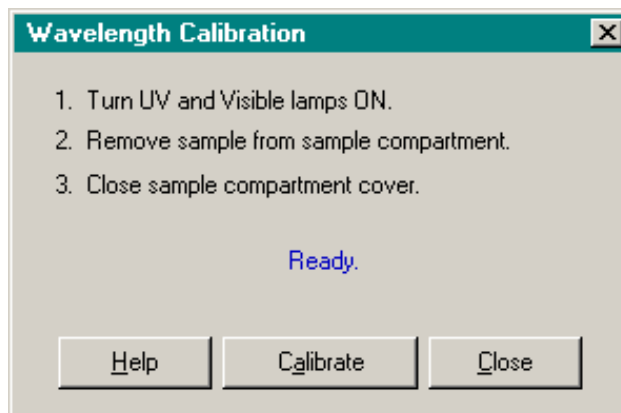 Wavelength Calibration
1. Turn UV and Visible lamps ON.
2. Remove sample from sample compartment.
3. Close sample compartment cover.
Ready.
Help Calibrate Close